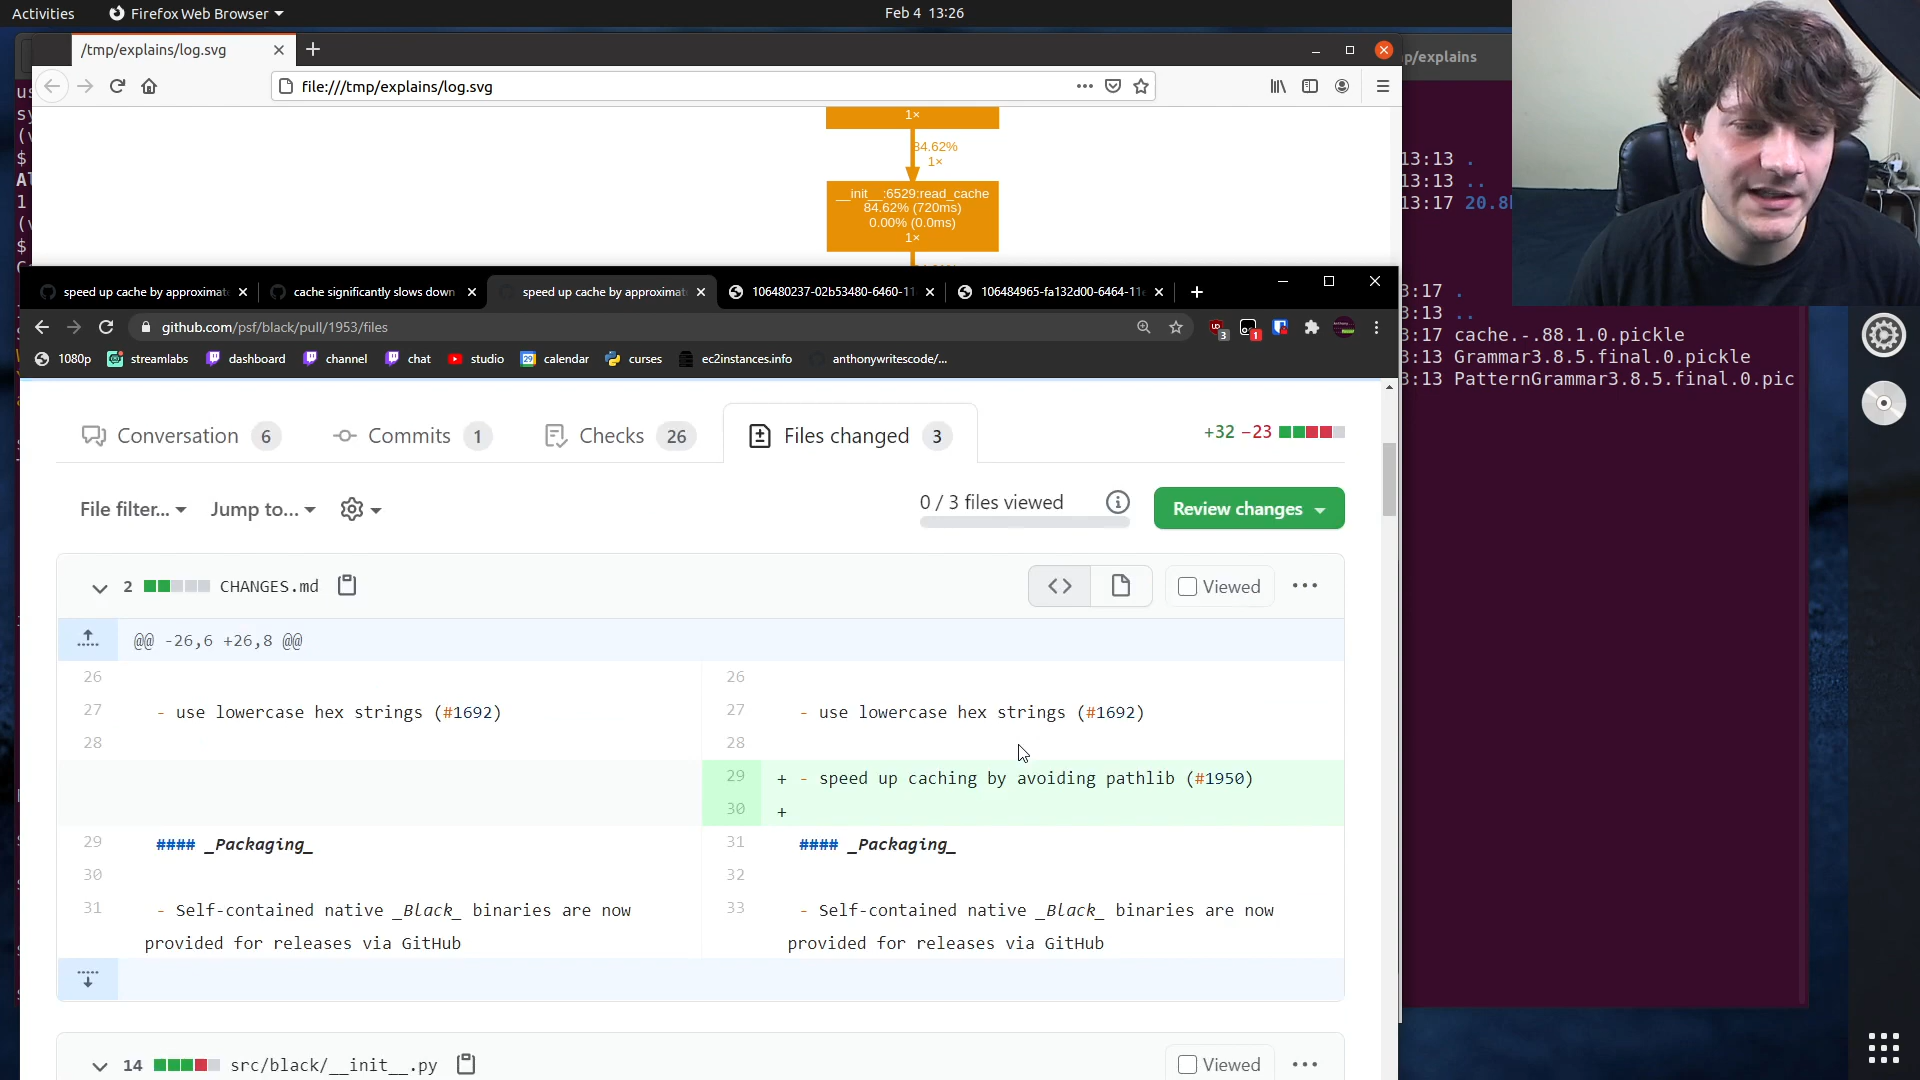 Activities
Firefox Web Browser
Feb 4 13:26
/tmp/explains/log.svg
file:///tmp/explains/log.svg
p/explains
1×
84.62%
1×
__init__:6529:read_cache
84.62% (720ms)
0.00% (0.0ms)
1×
13:13 .
13:13 ..
13:17 20.8
3:17 .
3:13 ..
3:17 cache.-.88.1.0.pickle
3:13 Grammar3.8.5.final.0.pickle
3:13 PatternGrammar3.8.5.final.0.pic
speed up cache by approximat
cache significantly slows down
speed up cache by approximat
106480237-02b53480-6460-11
106484965-fa132d00-6464-11
github.com/psf/black/pull/1953/files
3
1
1080p
streamlabs
dashboard
channel
chat
studio
calendar
curses
ec2instances.info
anthonywritescode/...
Conversation 6
Commits 1
Checks 26
Files changed 3
+32 −23
File filter...
Jump to...
0 / 3 files viewed
Review changes
2 CHANGES.md
Viewed
@@ -26,6 +26,8 @@
26
26
27 - use lowercase hex strings (#1692)
27 - use lowercase hex strings (#1692)
28
28
29 + - speed up caching by avoiding pathlib (#1950)
30 +
29 #### _Packaging_
31 #### _Packaging_
30
32
31 - Self-contained native _Black_ binaries are now
provided for releases via GitHub
33 - Self-contained native _Black_ binaries are now
provided for releases via GitHub
14 src/black/__init__.py
Viewed